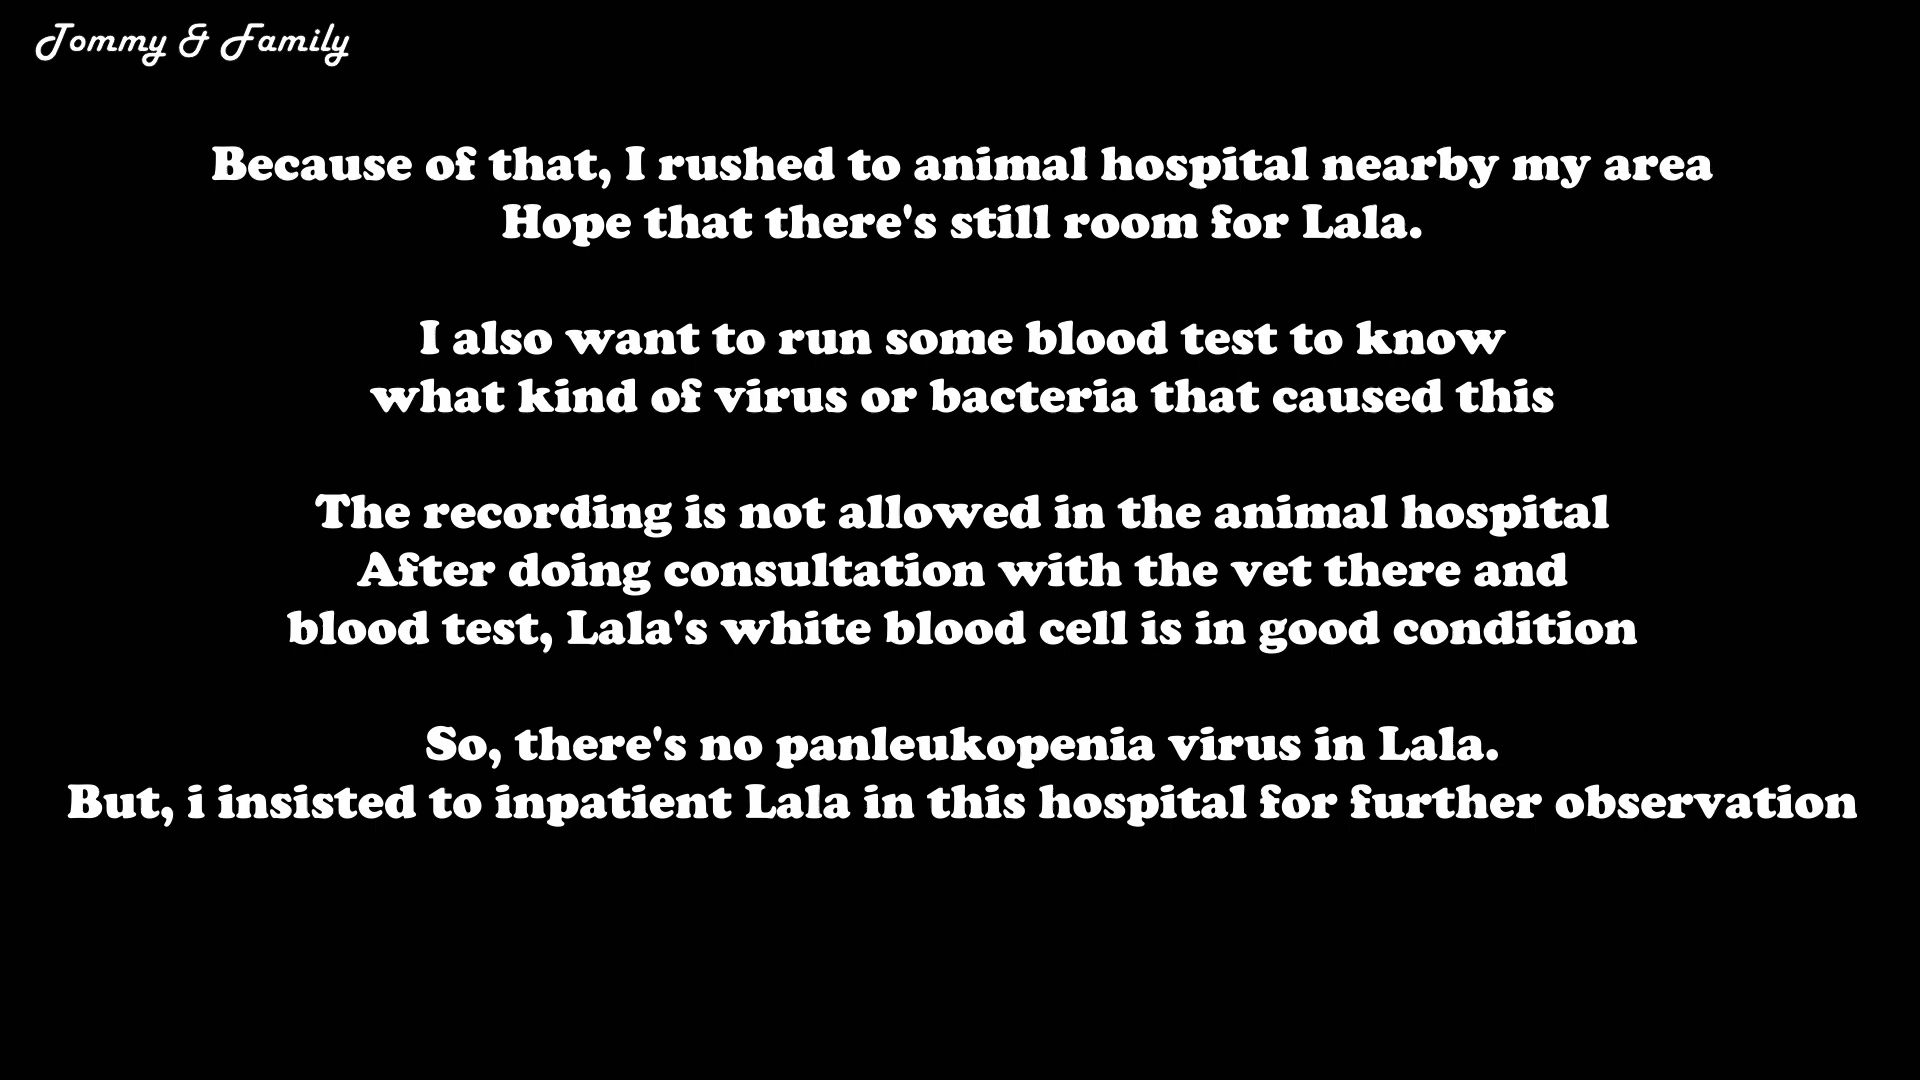 Tommy & Family
Because of that, I rushed to animal hospital nearby my area
Hope that there's still room for Lala.
I also want to run some blood test to know
what kind of virus or bacteria that caused this
The recording is not allowed in the animal hospital
After doing consultation with the vet there and
blood test, Lala's white blood cell is in good condition
So, there's no panleukopenia virus in Lala.
But, i insisted to inpatient Lala in this hospital for further observation